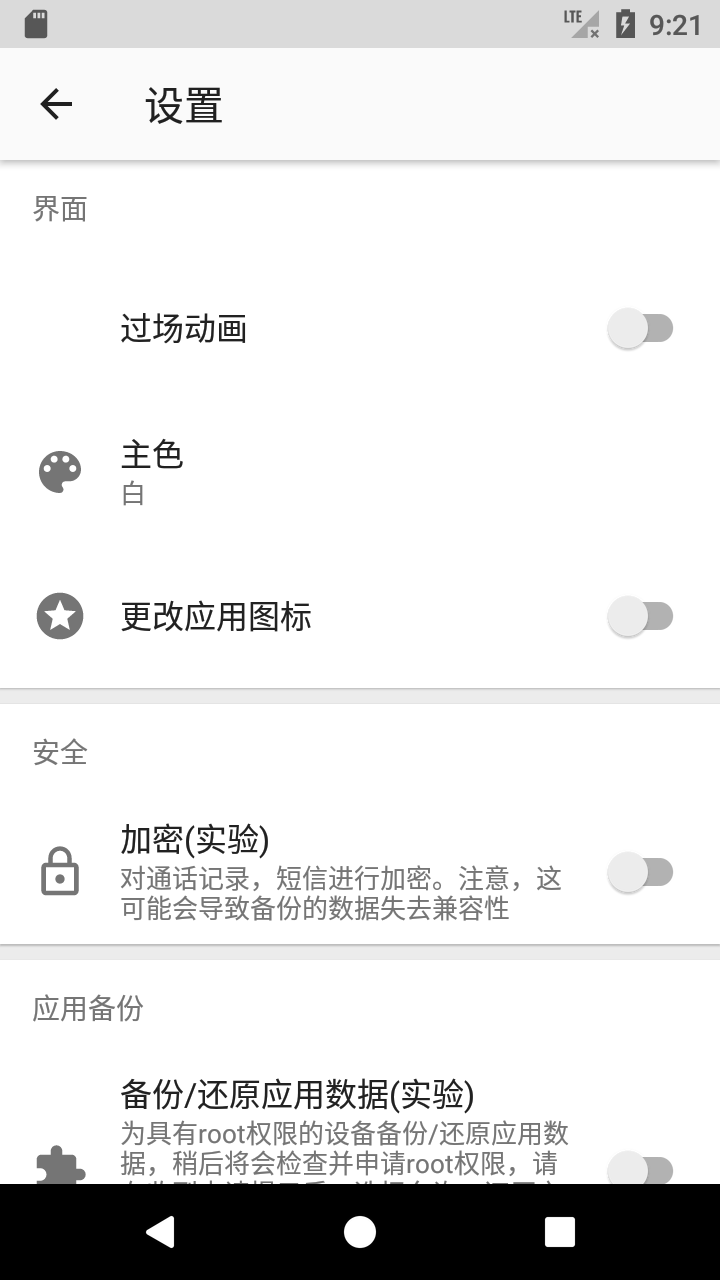 LTE 9:21
设置
界面
过场动画
主色
白
更改应用图标
安全
加密(实验)
对通话记录，短信进行加密。注意，这
可能会导致备份的数据失去兼容性
应用备份
备份/还原应用数据(实验)
为具有root权限的设备备份/还原应用数
据，稍后将会检查并申请root权限，请